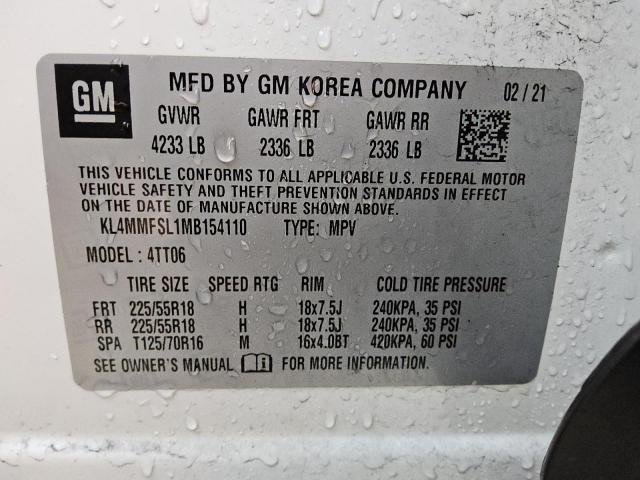 GM MFD BY GM KOREA COMPANY 02 / 21
GVWR GAWR FRT GAWR RR
4233 LB 2336 LB 2336 LB
THIS VEHICLE CONFORMS TO ALL APPLICABLE U.S. FEDERAL MOTOR
VEHICLE SAFETY AND THEFT PREVENTION STANDARDS IN EFFECT
ON THE DATE OF MANUFACTURE SHOWN ABOVE.
KL4MMFSL1MB154110 TYPE: MPV
MODEL : 4TT06
TIRE SIZE SPEED RTG RIM COLD TIRE PRESSURE
FRT 225/55R18 H 18x7.5J 240KPA, 35 PSI
RR 225/55R18 H 18x7.5J 240KPA, 35 PSI
SPA T125/70R16 M 16x4.0BT 420KPA, 60 PSI
SEE OWNER'S MANUAL FOR MORE INFORMATION.